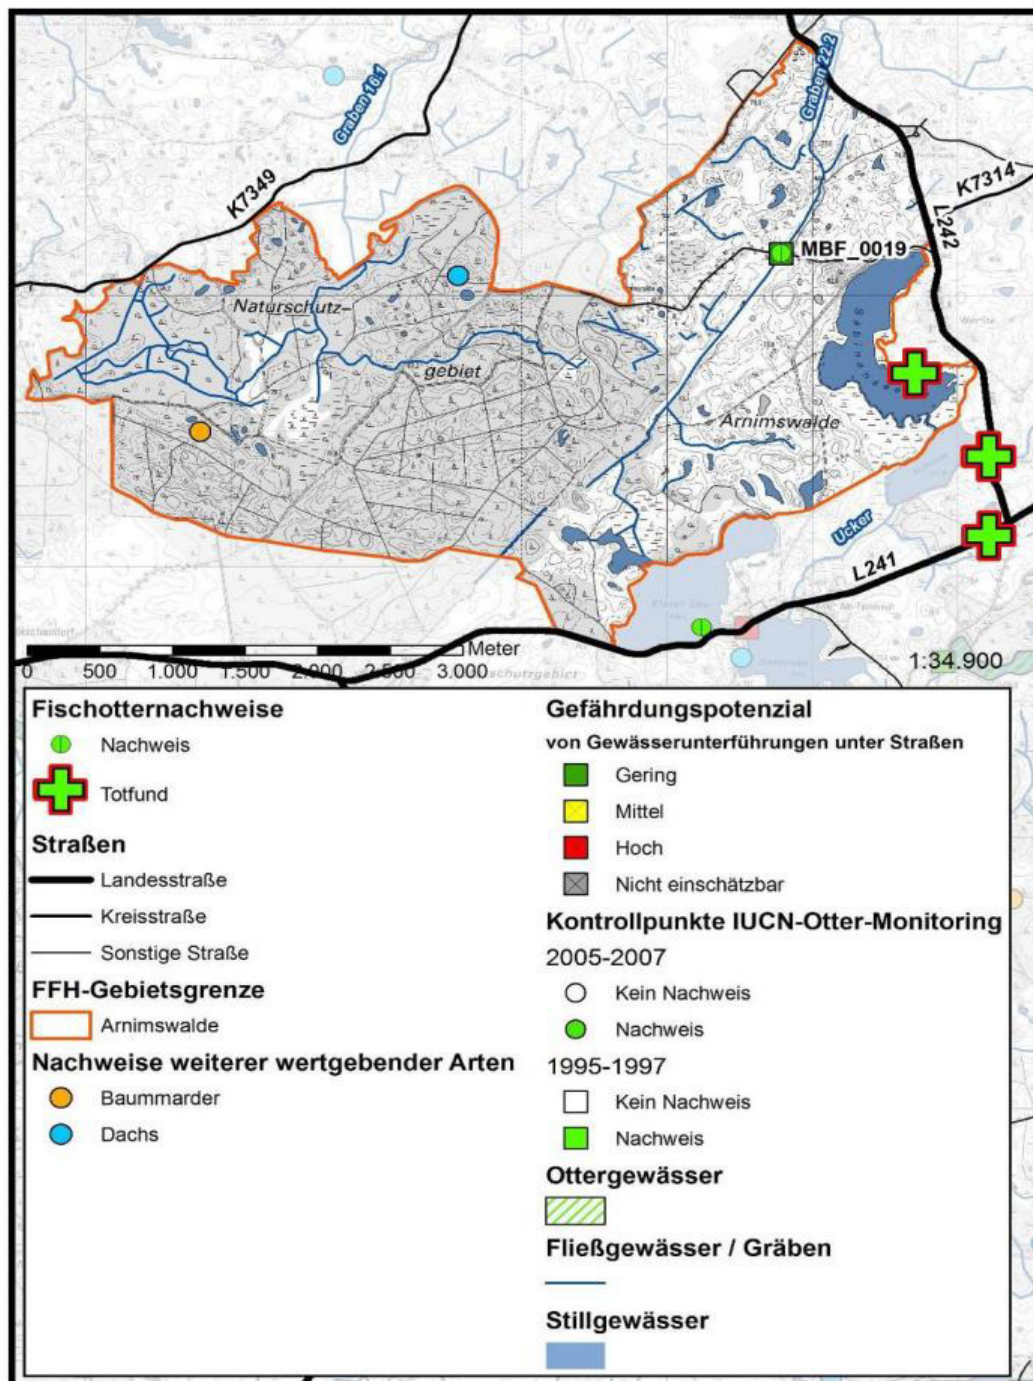 Graben 16.1
Graben 22.2
K7349
K7314
L242
MBF_0019
Naturschutz-
gebiet
Arnimswalde
Ucker
L241
Meter
0 500 1.000 1.500 2.000 2.500 3.000
1:34.900
Fischotternachweise
Nachweis
Totfund
Straßen
Landesstraße
Kreisstraße
Sonstige Straße
FFH-Gebietsgrenze
Arnimswalde
Nachweise weiterer wertgebender Arten
Baummarder
Dachs
Gefährdungspotenzial
von Gewässerunterführungen unter Straßen
Gering
Mittel
Hoch
Nicht einschätzbar
Kontrollpunkte IUCN-Otter-Monitoring
2005-2007
Kein Nachweis
Nachweis
1995-1997
Kein Nachweis
Nachweis
Ottergewässer
Fließgewässer / Gräben
Stillgewässer